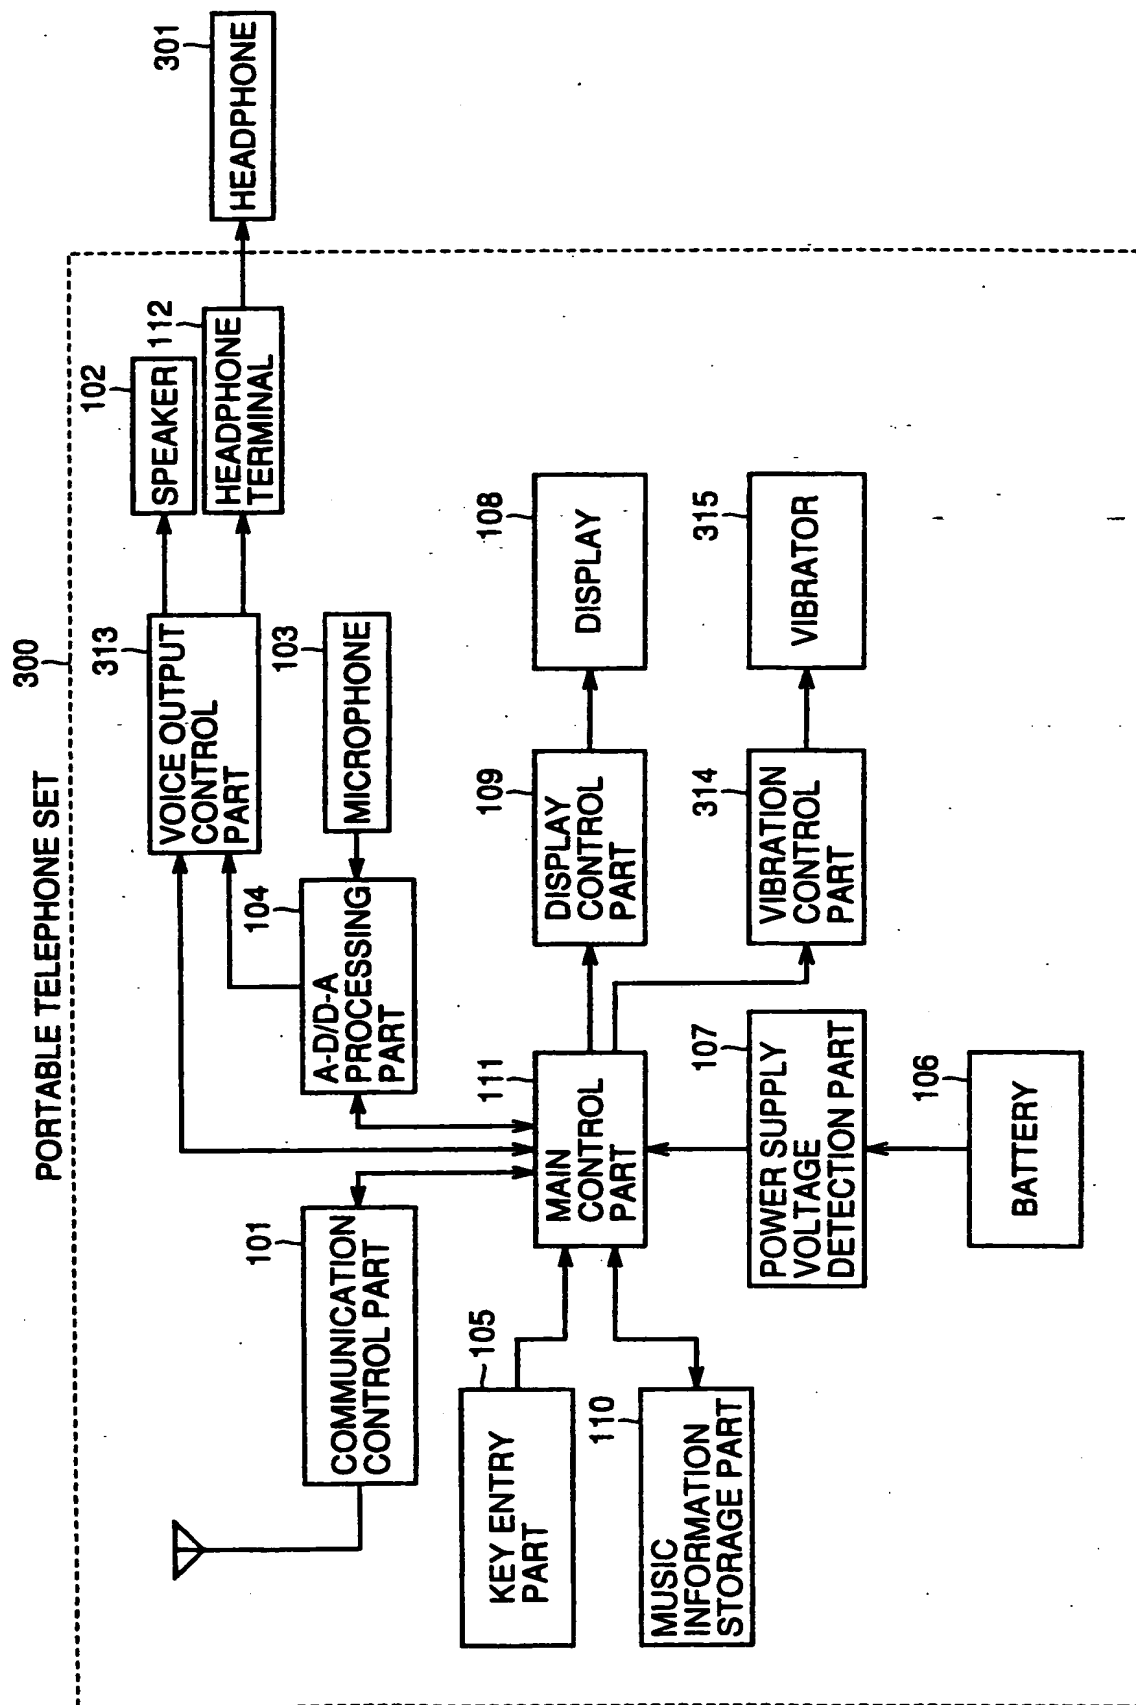 PORTABLE TELEPHONE SET
300
101
COMMUNICATION
CONTROL PART
104
A-D/D-A
PROCESSING
PART
103
MICROPHONE
313
VOICE OUTPUT
CONTROL
PART
102
SPEAKER
112
HEADPHONE
TERMINAL
301
HEADPHONE
105
KEY ENTRY
PART
110
MUSIC
INFORMATION
STORAGE PART
111
MAIN
CONTROL
PART
109
DISPLAY
CONTROL
PART
108
DISPLAY
314
VIBRATION
CONTROL
PART
315
VIBRATOR
107
POWER SUPPLY
VOLTAGE
DETECTION PART
106
BATTERY